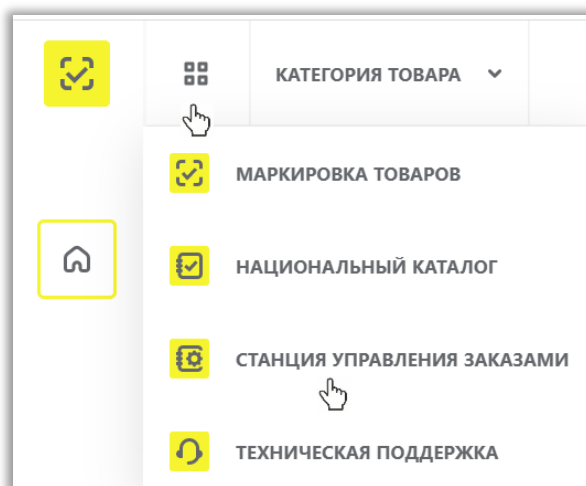 КАТЕГОРИЯ ТОВАРА
МАРКИРОВКА ТОВАРОВ
НАЦИОНАЛЬНЫЙ КАТАЛОГ
СТАНЦИЯ УПРАВЛЕНИЯ ЗАКАЗАМИ
ТЕХНИЧЕСКАЯ ПОДДЕРЖКА